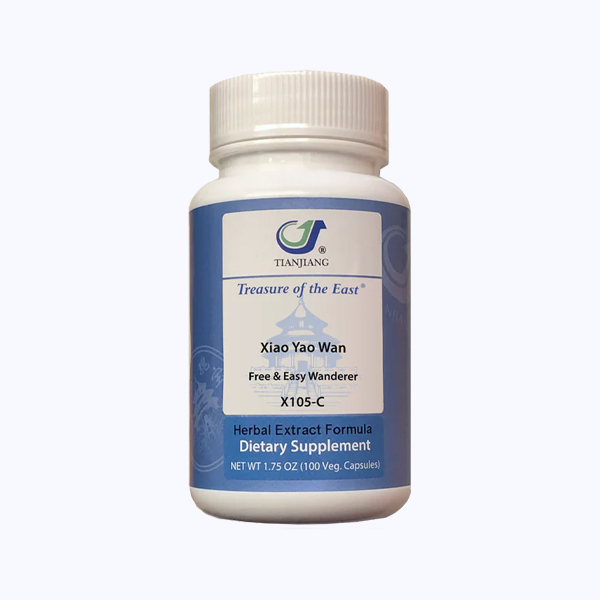 ®
TIANJIANG
Treasure of the East®
Xiao Yao Wan
Free & Easy Wanderer
X105-C
Herbal Extract Formula
Dietary Supplement
NET WT 1.75 OZ (100 Veg. Capsules)